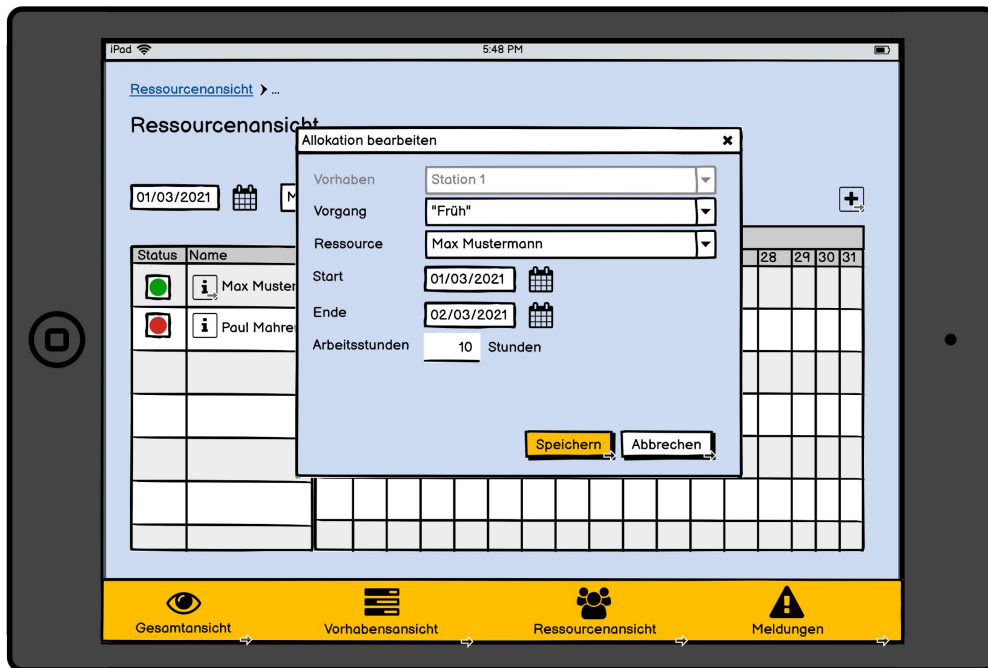 iPad 5:48 PM
Ressourcenansicht ...
Ressourcenansicht
Allokation bearbeiten
Vorhaben Station 1
01/03/2021 M
Vorgang "Früh"
Ressource Max Mustermann
Status Name 28 29 30 31
Start 01/03/2021
i Max Muster
Ende 02/03/2021
i Paul Mahre
Arbeitsstunden 10 Stunden
Speichern Abbrechen
Gesamtansicht Vorhabensansicht Ressourcenansicht Meldungen